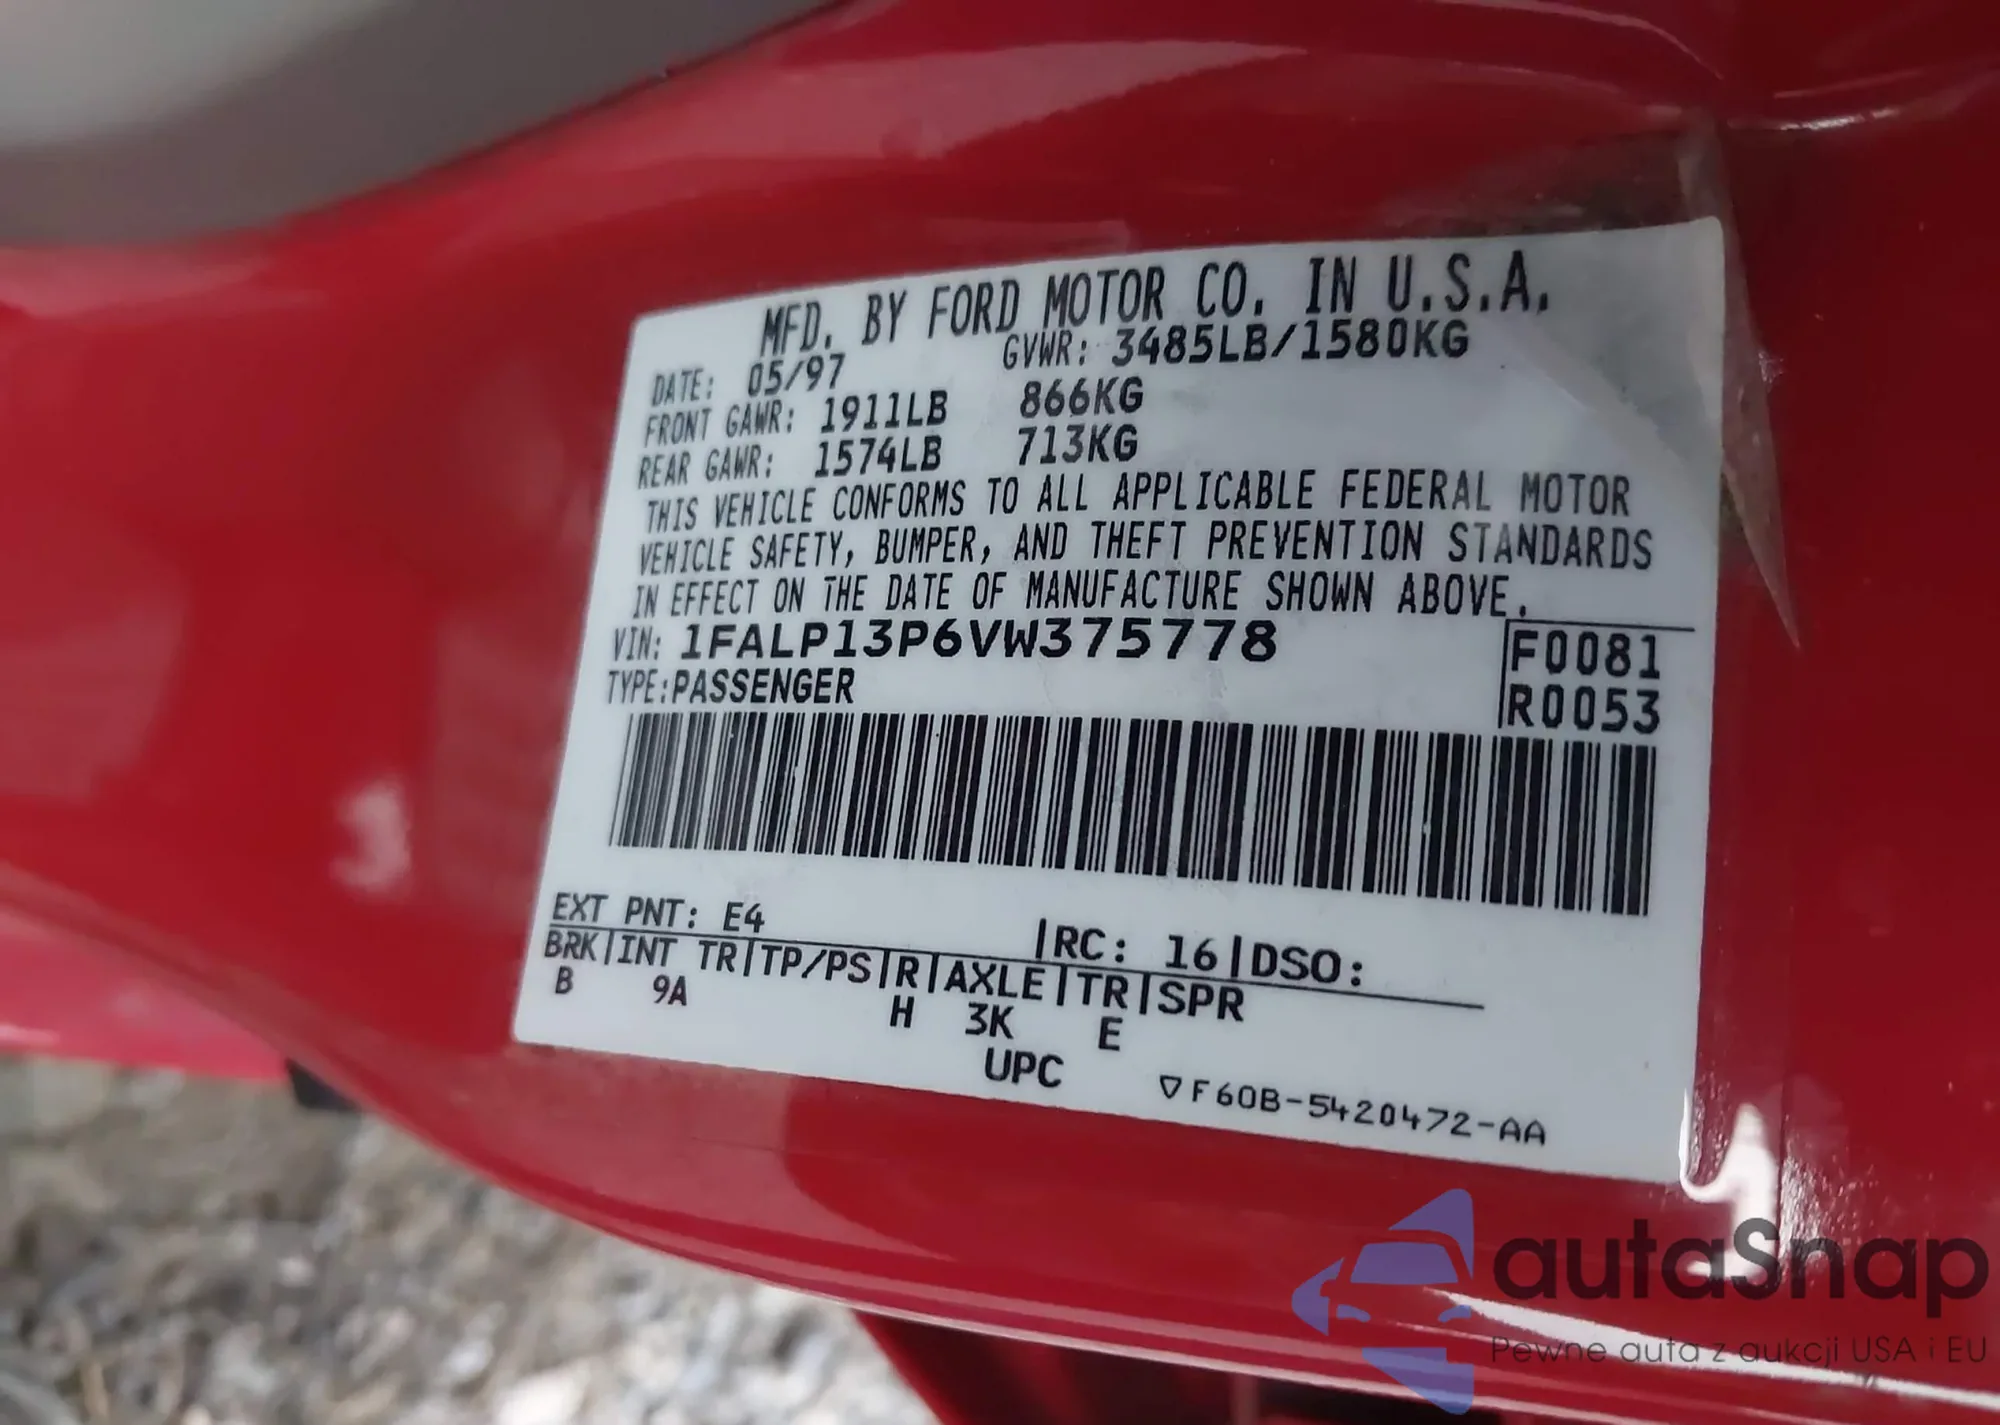 MFD. BY FORD MOTOR CO. IN U.S.A.
DATE: 05/97 GVWR: 3485LB/1580KG
FRONT GAWR: 1911LB 866KG
REAR GAWR: 1574LB 713KG
THIS VEHICLE CONFORMS TO ALL APPLICABLE FEDERAL MOTOR
VEHICLE SAFETY, BUMPER, AND THEFT PREVENTION STANDARDS
IN EFFECT ON THE DATE OF MANUFACTURE SHOWN ABOVE.
VIN: 1FALP13P6VW375778 F0081
TYPE:PASSENGER R0053
EXT PNT: E4 |RC: 16|DSO:
BRK|INT TR|TP/PS|R|AXLE|TR|SPR
B 9A H 3K E
UPC ▽F60B-5420472-AA
autaSnap
Pewne auta z aukcji USA i EU